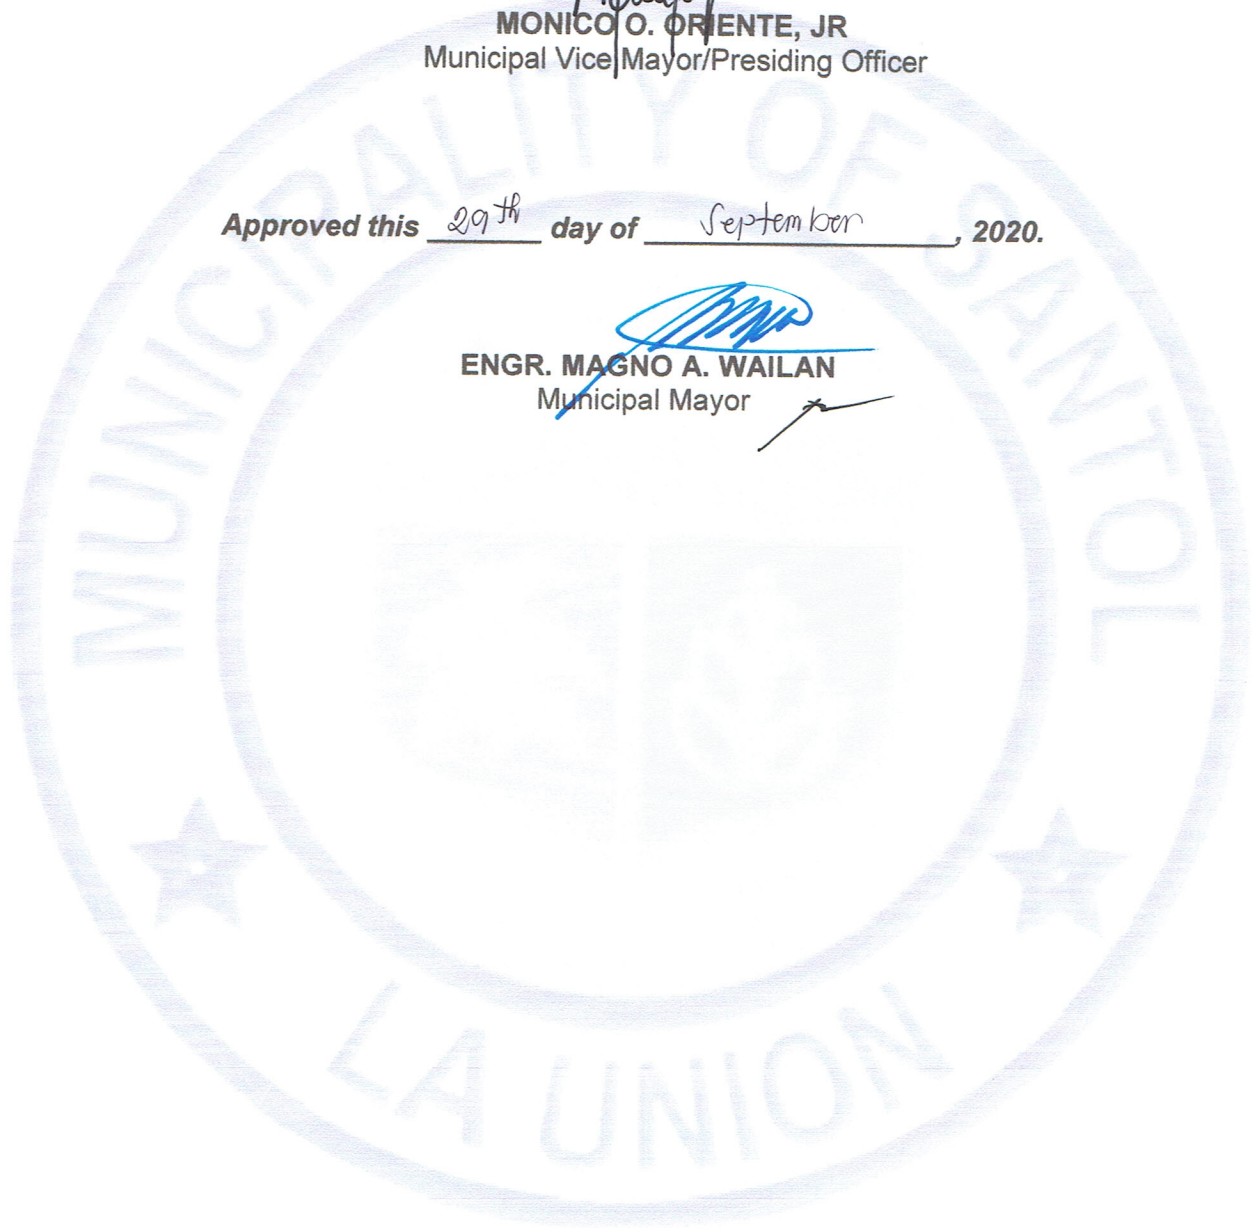 MONICO O. ORIENTE, JR
Municipal Vice Mayor/Presiding Officer
Approved this 29th day of September, 2020.
ENGR. MAGNO A. WAILAN
Municipal Mayor
MUNICIPALITY OF SANTOL
LA UNION